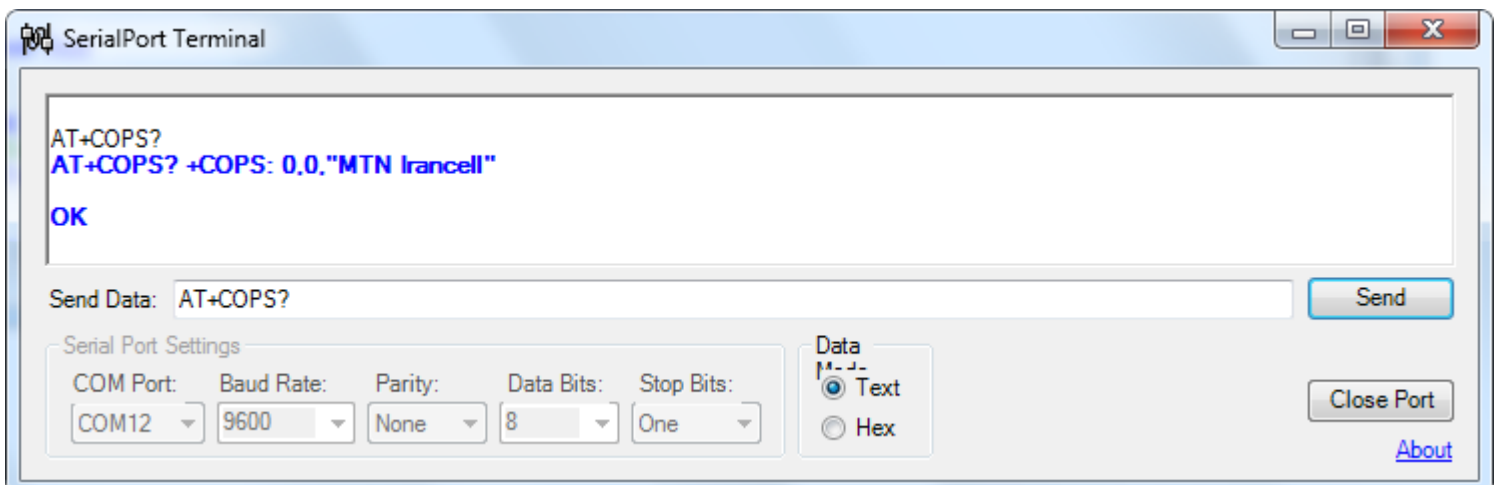 SerialPort Terminal
AT+COPS?
AT+COPS? +COPS: 0,0,"MTN Irancell"
OK
Send Data: AT+COPS? Send
Serial Port Settings
Data
Mode
COM Port: Baud Rate: Parity: Data Bits: Stop Bits:
Text
COM12 9600 None 8 One
Close Port
Hex
About